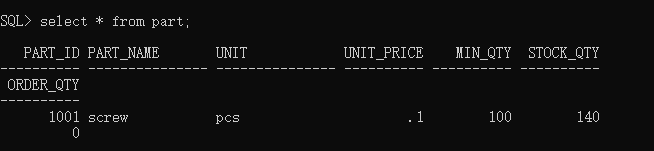 SQL> select * from part;
PART_ID PART_NAME       UNIT            UNIT_PRICE    MIN_QTY  STOCK_QTY
---------- --------------- --------------- ---------- ---------- ----------
ORDER_QTY
----------
1001 screw           pcs                     .1        100        140
0